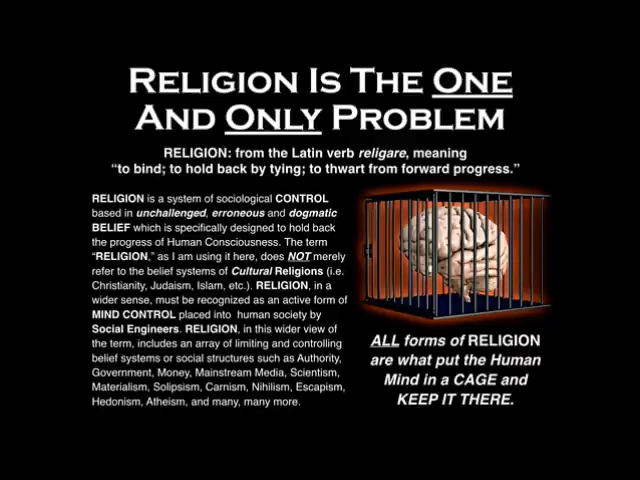 RELIGION IS THE ONE
AND ONLY PROBLEM
RELIGION: from the Latin verb religare, meaning
“to bind; to hold back by tying; to thwart from forward progress.”
RELIGION is a system of sociological CONTROL
based in unchallenged, erroneous and dogmatic
BELIEF which is specifically designed to hold back
the progress of Human Consciousness. The term
“RELIGION,” as I am using it here, does NOT merely
refer to the belief systems of Cultural Religions (i.e.
Christianity, Judaism, Islam, etc.). RELIGION, in a
wider sense, must be recognized as an active form of
MIND CONTROL placed into human society by
Social Engineers. RELIGION, in this wider view of
the term, includes an array of limiting and controlling
belief systems or social structures such as Authority,
Government, Money, Mainstream Media, Scientism,
Materialism, Solipsism, Carnism, Nihilism, Escapism,
Hedonism, Atheism, and many, many more.
ALL forms of RELIGION
are what put the Human
Mind in a CAGE and
KEEP IT THERE.